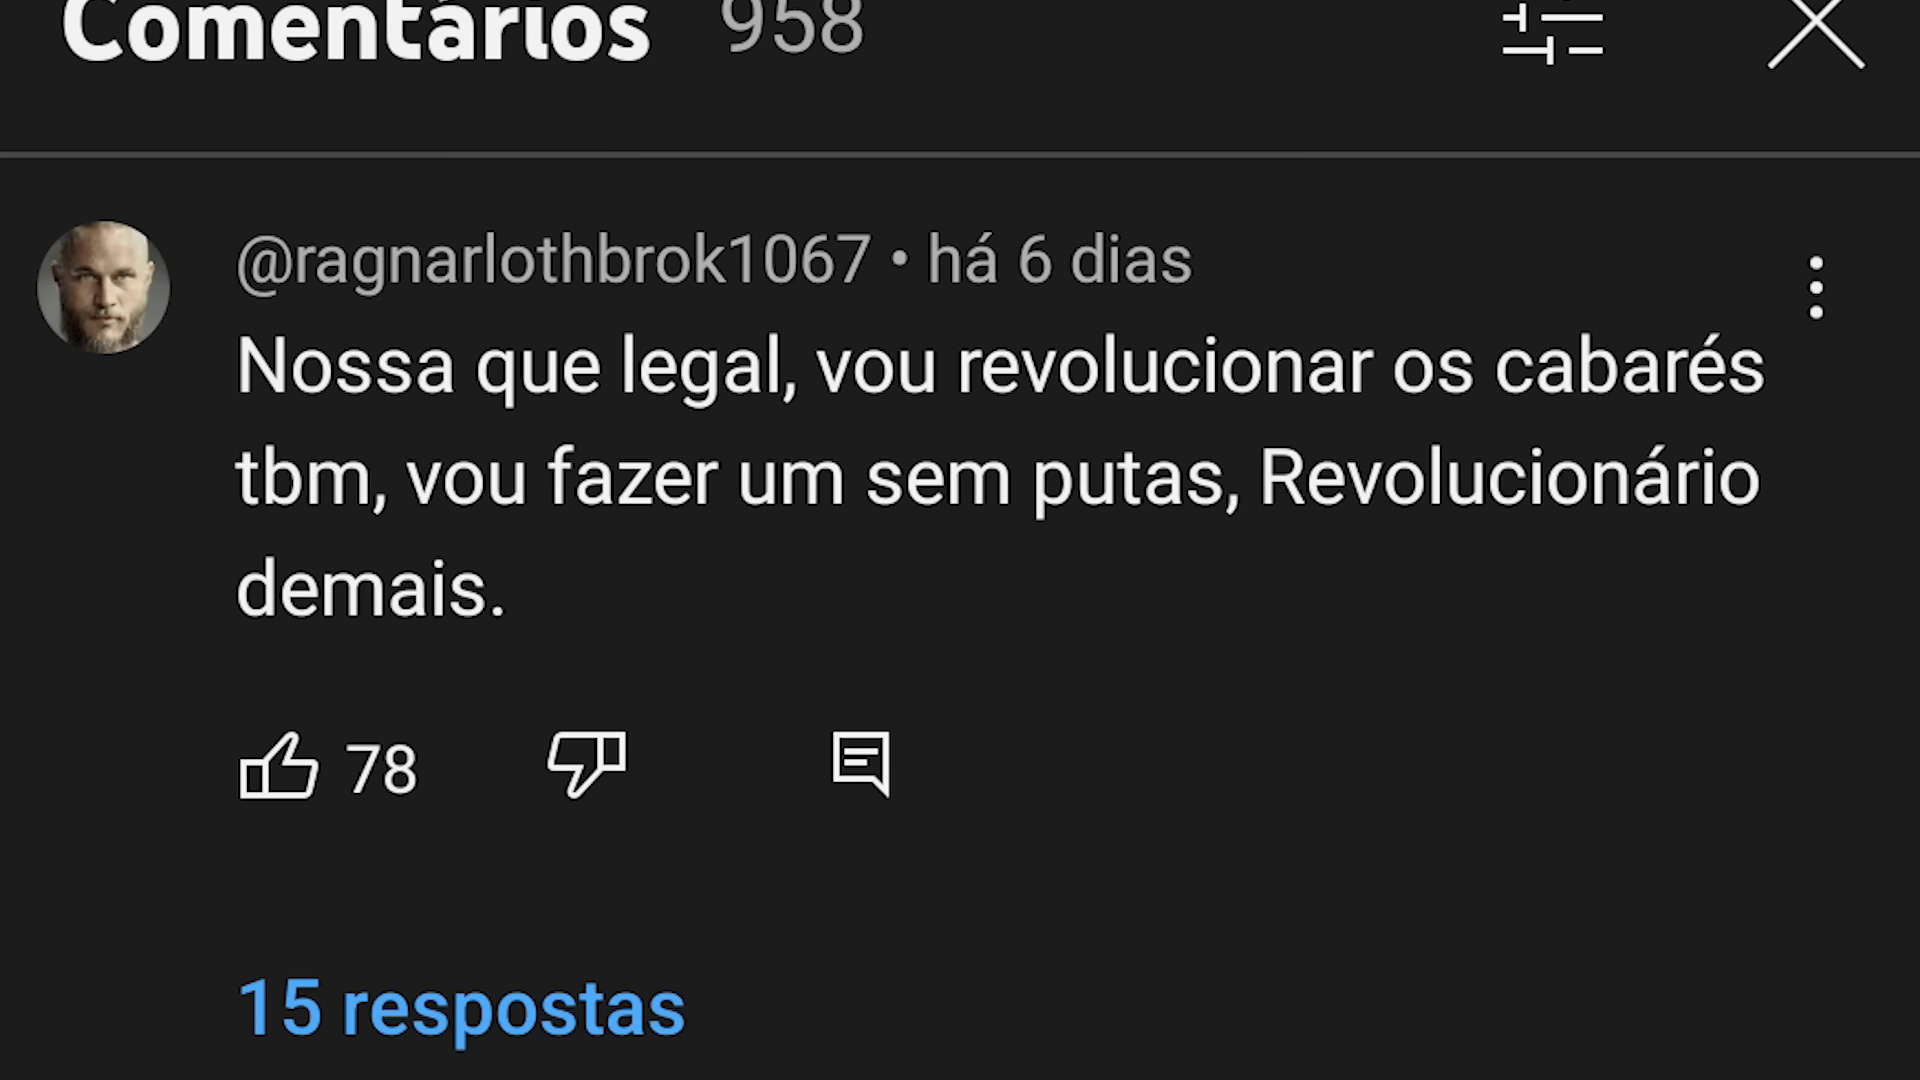 Comentários 958
@ragnarlothbrok1067 • há 6 dias
Nossa que legal, vou revolucionar os cabarés
tbm, vou fazer um sem putas, Revolucionário
demais.
78
15 respostas